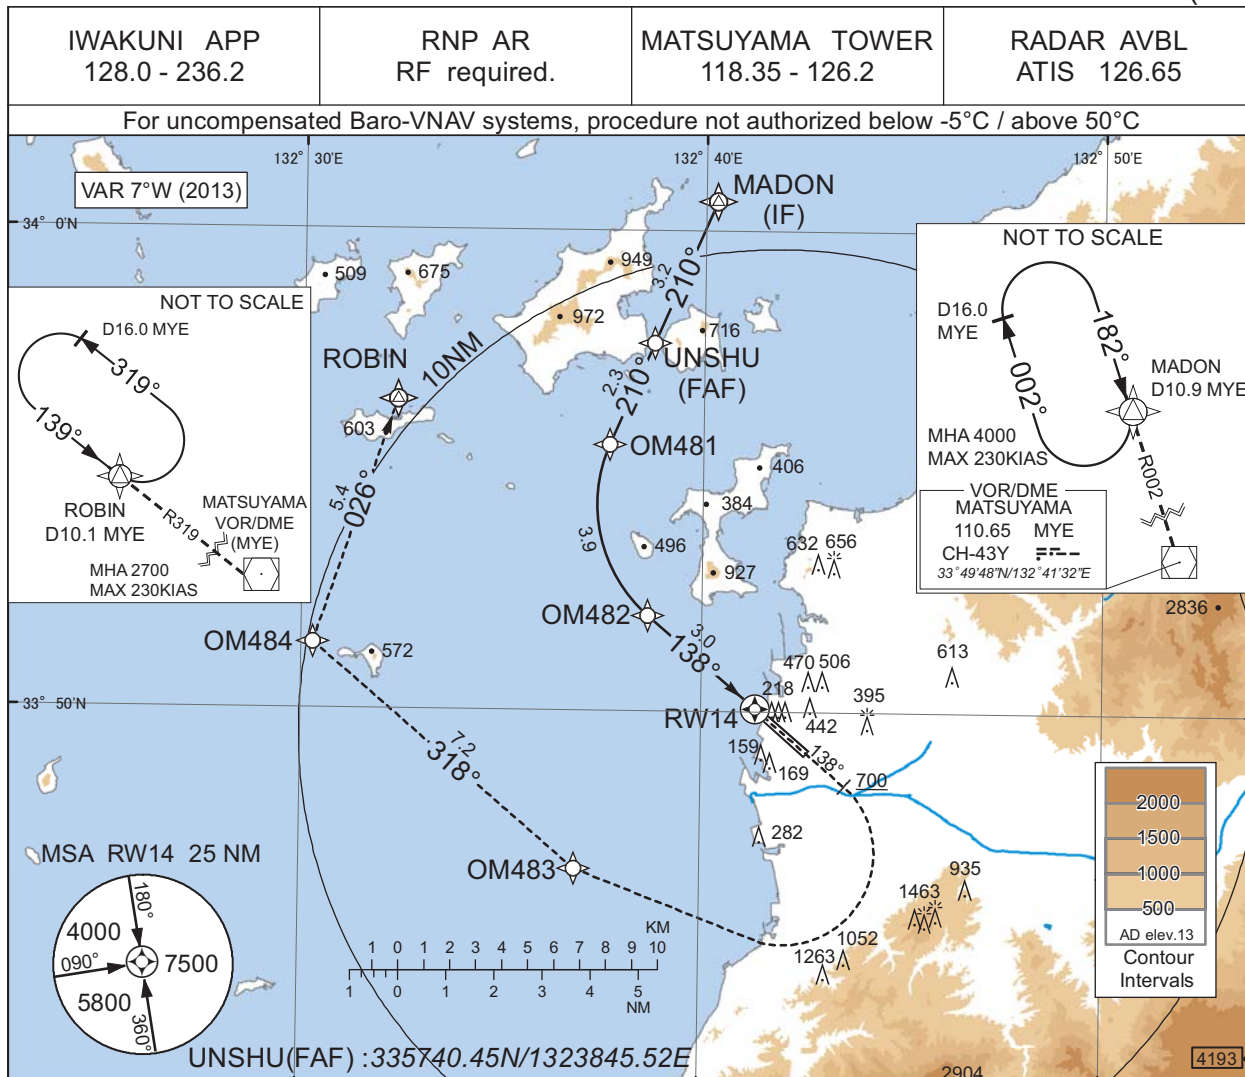 IWAKUNI APP
128.0 - 236.2
RNP AR
RF required.
MATSUYAMA TOWER
118.35 - 126.2
RADAR AVBL
ATIS 126.65
For uncompensated Baro-VNAV systems, procedure not authorized below -5°C / above 50°C
132° 30'E
132° 40'E
132° 50'E
VAR 7°W (2013)
34° 0'N
MADON
(IF)
3.2
210°
949
509
675
972
716
UNSHU
(FAF)
2.3
210°
ROBIN
10NM
603
OM481
406
384
3.9
496
927
632
656
5.4
026°
OM482
3.0
138°
OM484
572
2836
613
470
506
218
395
442
33° 50'N
RW14
159
169
138°
700
7.2
318°
282
OM483
935
1463
1052
1263
NOT TO SCALE
D16.0 MYE
319°
139°
ROBIN
D10.1 MYE
R319
MATSUYAMA
VOR/DME
(MYE)
MHA 2700
MAX 230KIAS
NOT TO SCALE
D16.0
MYE
182°
002°
MADON
D10.9 MYE
MHA 4000
MAX 230KIAS
R002
VOR/DME
MATSUYAMA
110.65 MYE
CH-43Y
33°49'48"N/132°41'32"E
MSA RW14 25 NM
180°
4000
090°
7500
5800
360°
KM
1 0 1 2 3 4 5 6 7 8 9 10
1 0 1 2 3 4 5
NM
2000
1500
1000
500
AD elev.13
Contour
Intervals
UNSHU(FAF) :335740.45N/1323845.52E
2904
4193